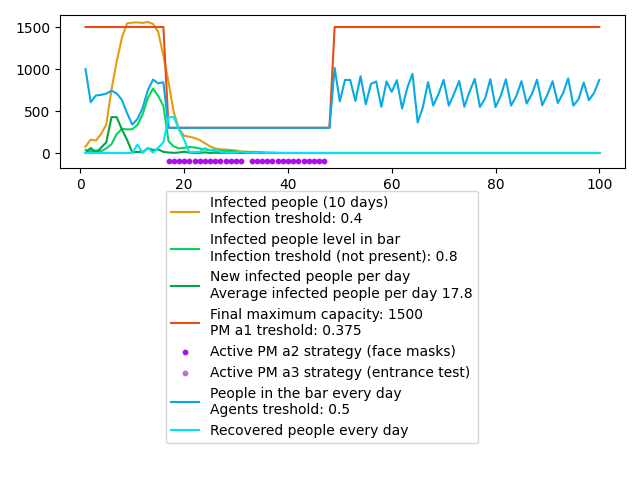 1500
1000
500
0
0
20
40
60
80
100
Infected people (10 days)
Infection treshold: 0.4
Infected people level in bar
Infection treshold (not present): 0.8
New infected people per day
Average infected people per day 17.8
Final maximum capacity: 1500
PM a1 treshold: 0.375
Active PM a2 strategy (face masks)
Active PM a3 strategy (entrance test)
People in the bar every day
Agents treshold: 0.5
Recovered people every day